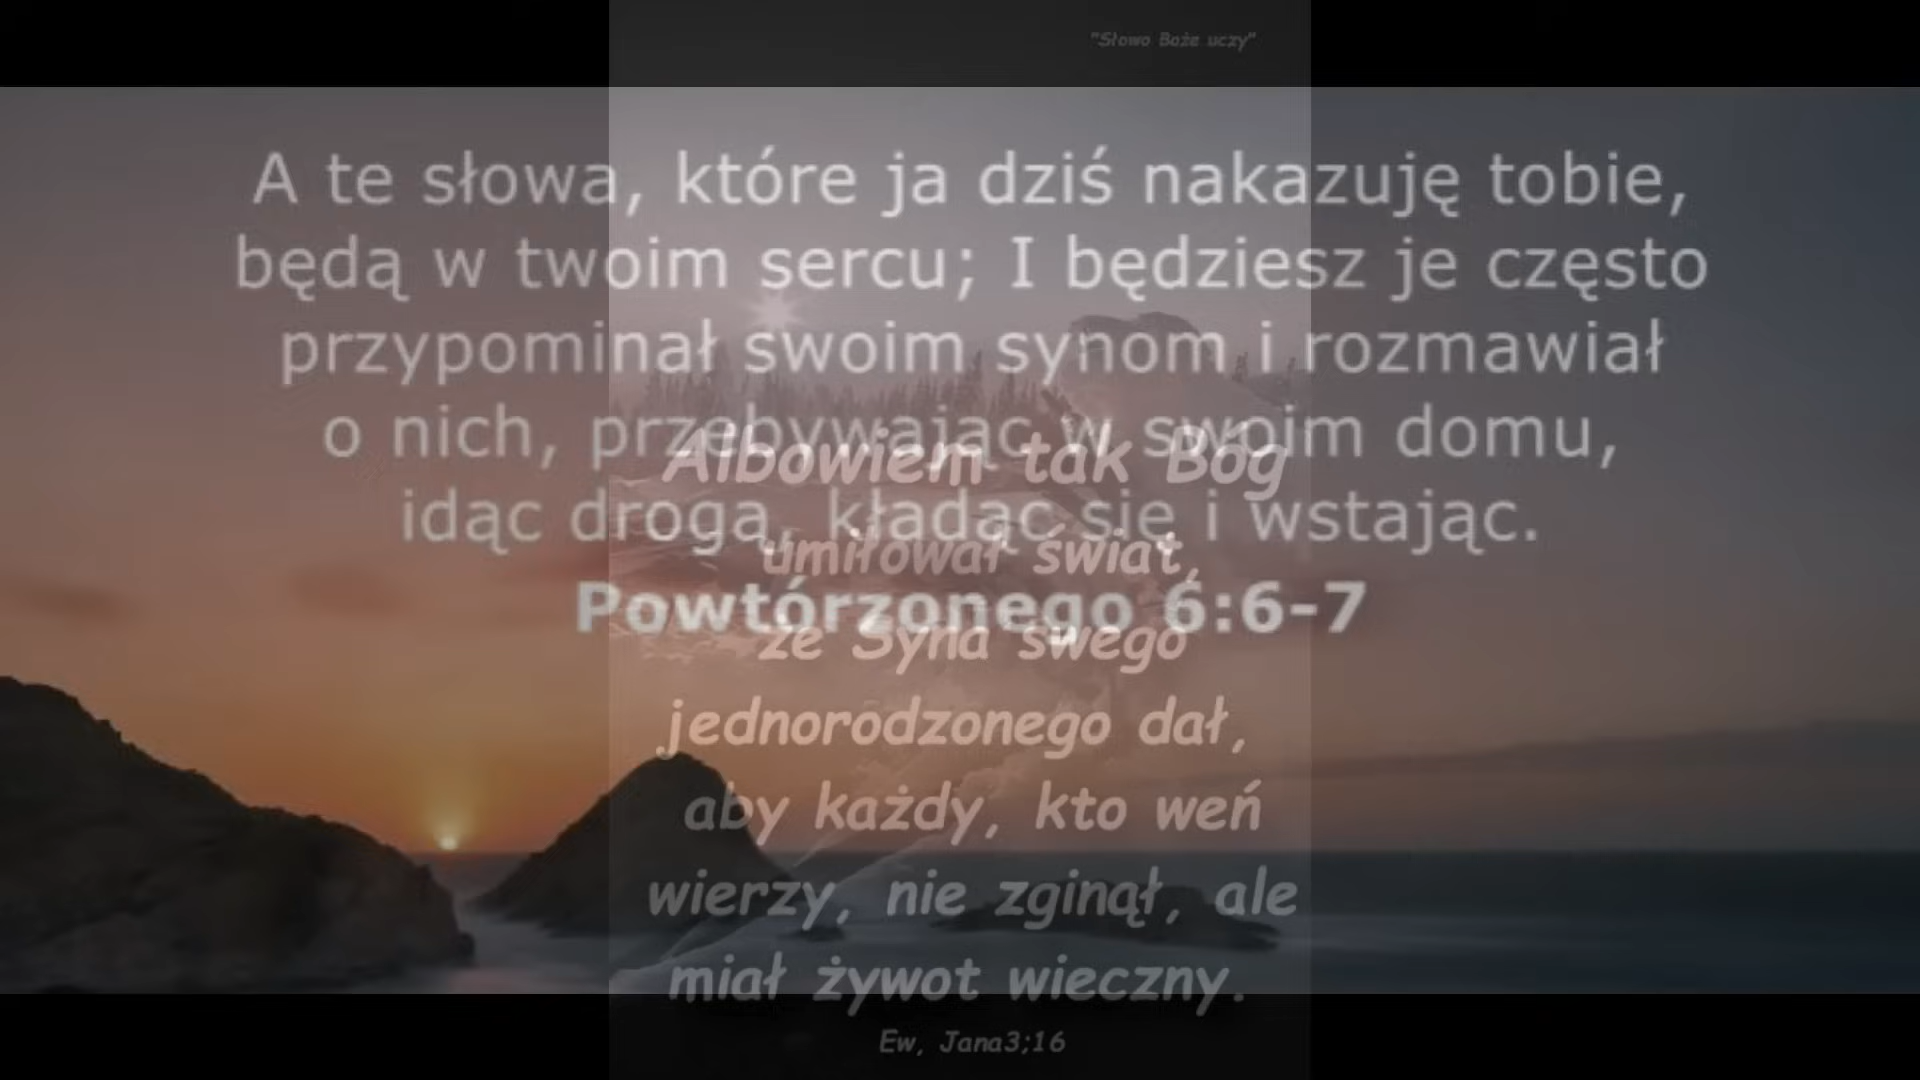 "Słowo Boże uczy"
A te słowa, które ja dziś nakazuję tobie,
będą w twoim sercu; I będziesz je często
przypominał swoim synom i rozmawiał
o nich, przebywając w swoim domu,
idąc drogą, kładąc się i wstając.
Powtórzonego 6:6-7
Albowiem tak Bóg
umiłował świat,
że Syna swego
jednorodzonego dał,
aby każdy, kto weń
wierzy, nie zginął, ale
miał żywot wieczny.
Ew, Jana3;16